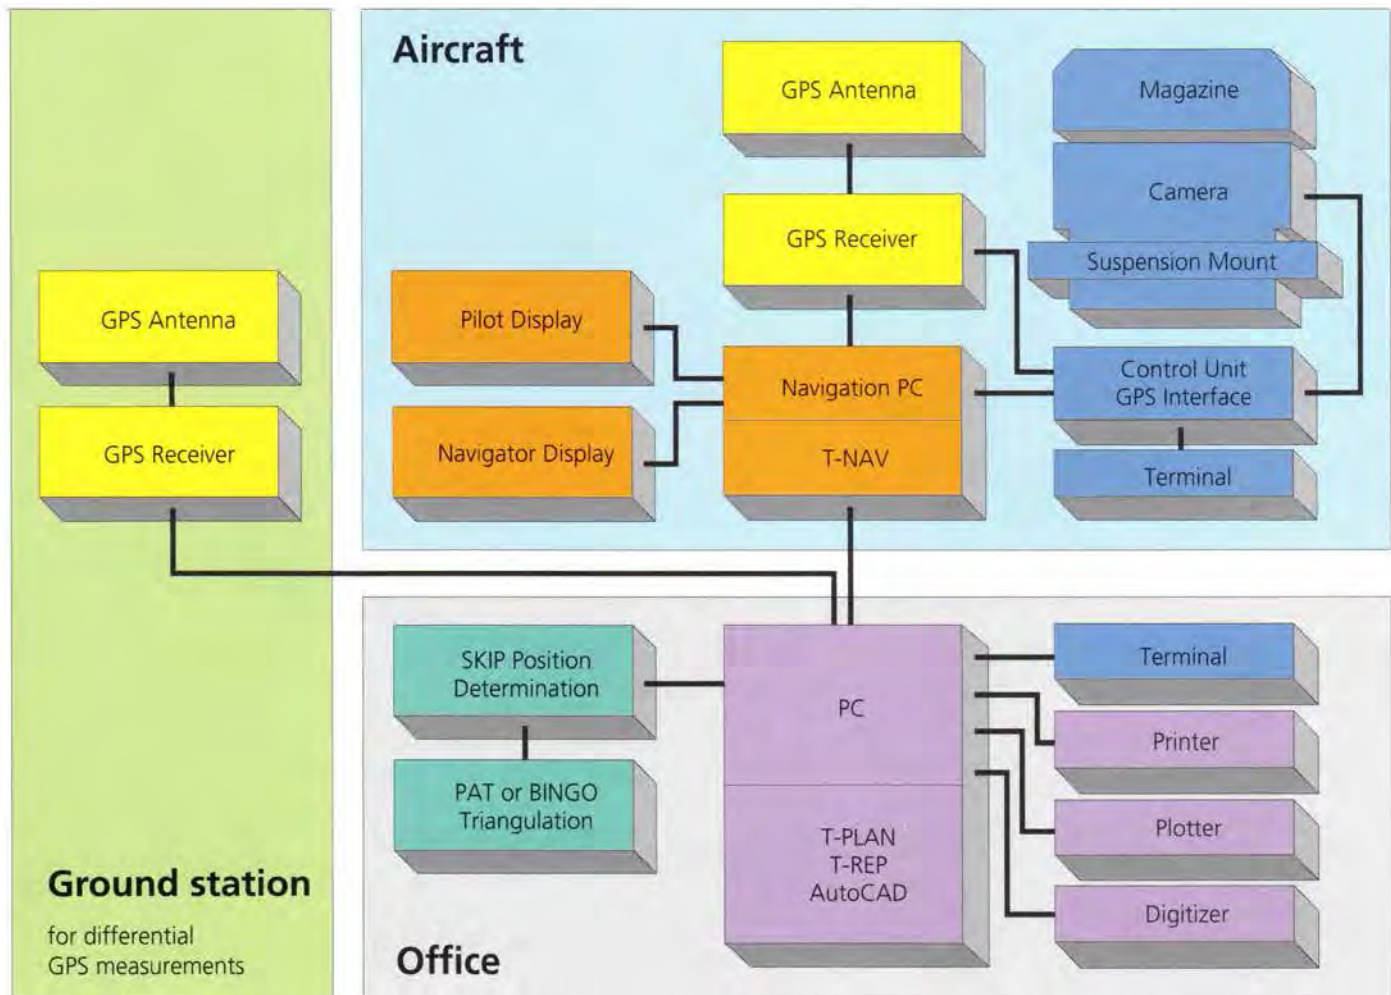 Aircraft
GPS Antenna
Magazine
Camera
GPS Receiver
Suspension Mount
GPS Antenna
Pilot Display
Control Unit
GPS Interface
Navigation PC
GPS Receiver
Navigator Display
T-NAV
Terminal
SKIP Position
Determination
PC
Terminal
Printer
PAT or BINGO
Triangulation
T-PLAN
T-REP
AutoCAD
Plotter
Digitizer
Ground station
for differential
GPS measurements
Office